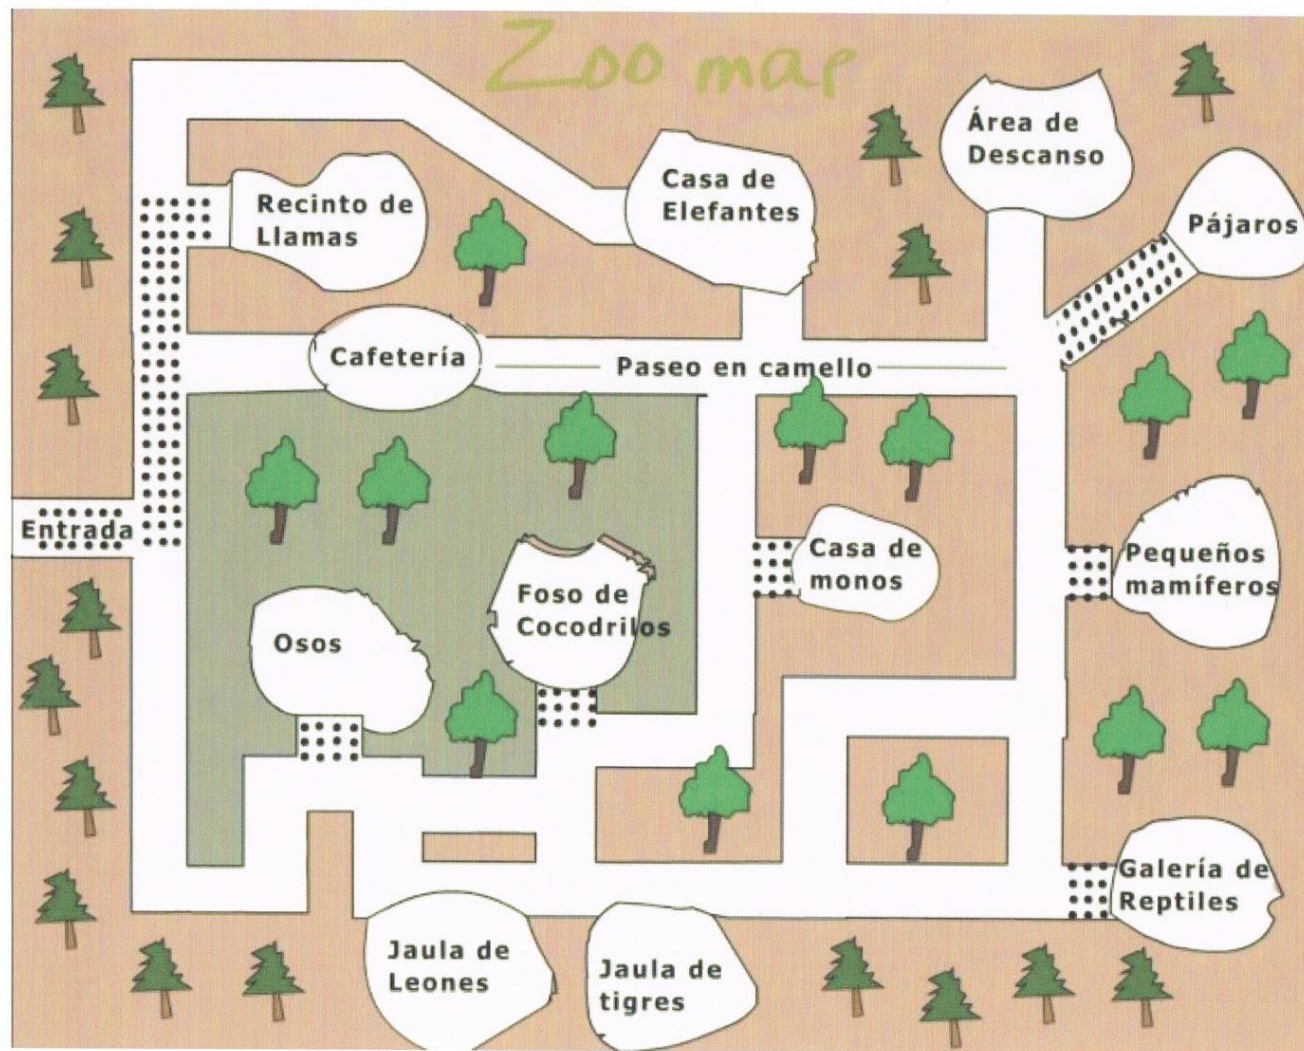 Zoo map
Área de
Descanso
Casa de
Elefantes
Recinto de
Llamas
Pájaros
Cafetería
Paseo en camello
Entrada
Casa de
monos
Pequeños
mamíferos
Foso de
Cocodrilos
Osos
Galería de
Reptiles
Jaula de
Leones
Jaula de
tigres